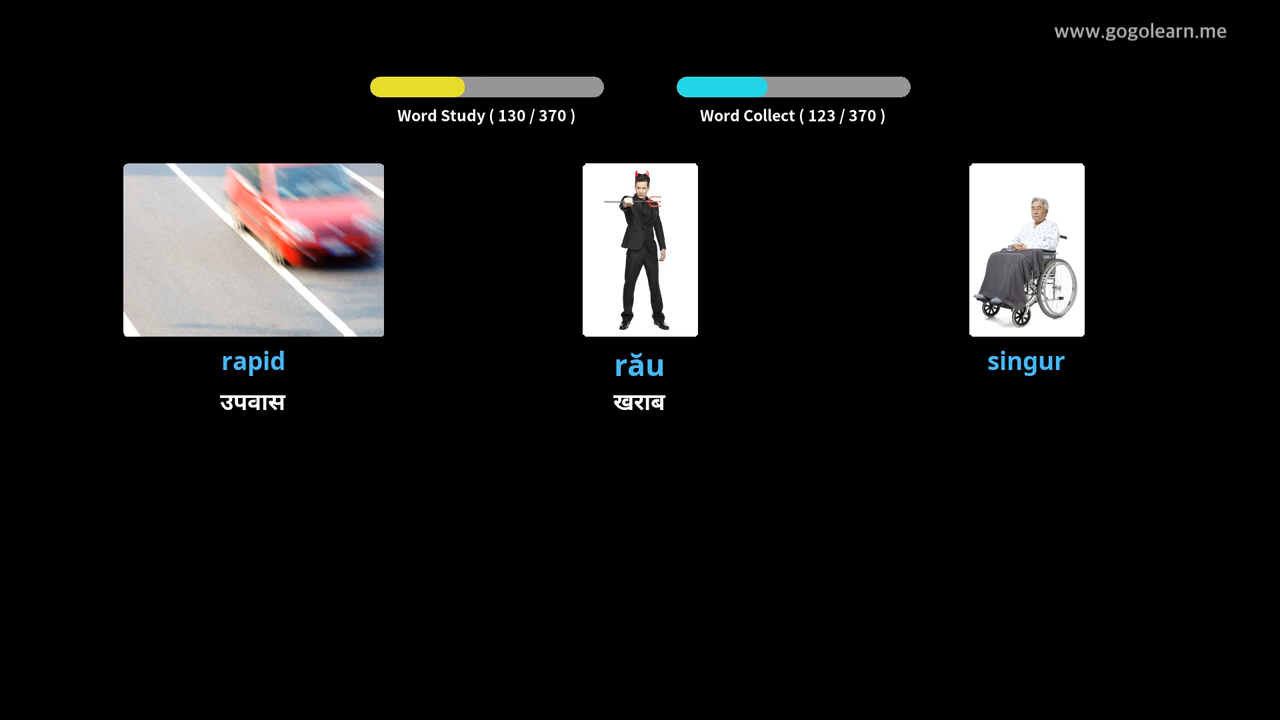 www.gogolearn.me
Word Study ( 130 / 370 )
Word Collect ( 123 / 370 )
rapid
rău
singur
उपवास
खराब